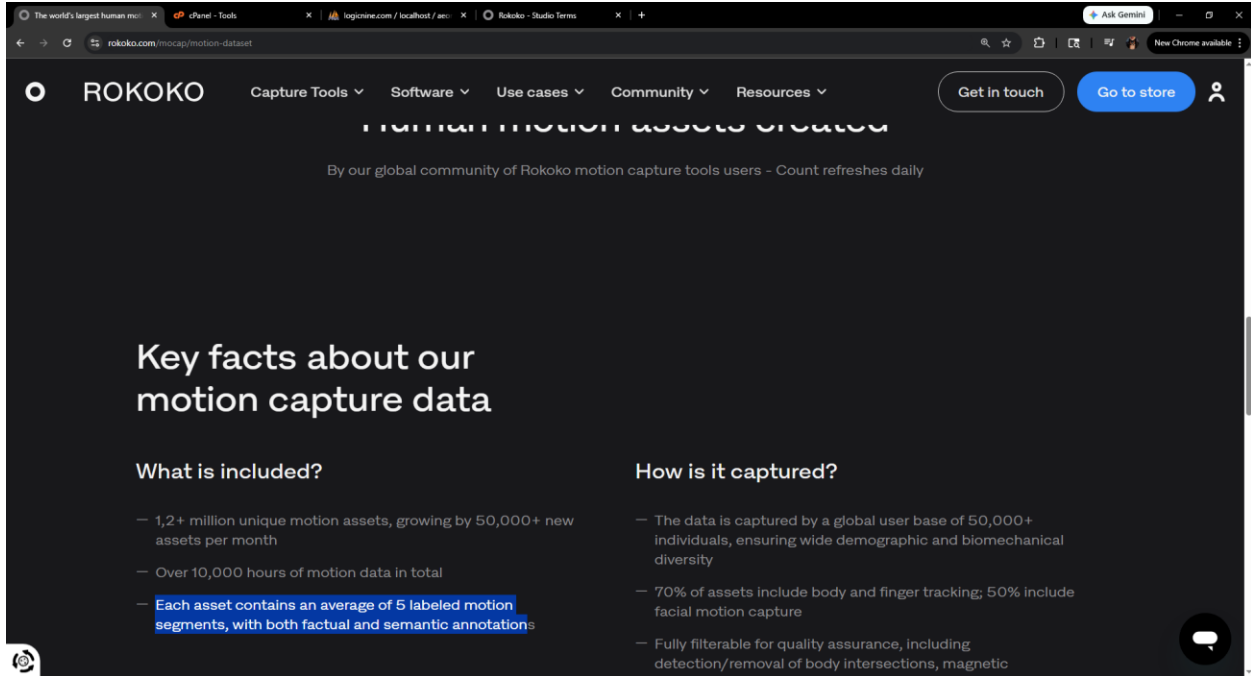 The world's largest human mot
cPanel - Tools
logicnine.com / localhost / aeo
Rokoko - Studio Terms
Ask Gemini
rokoko.com/mocap/motion-dataset
New Chrome available
ROKOKO
Capture Tools
Software
Use cases
Community
Resources
Get in touch
Go to store
Human motion assets created
By our global community of Rokoko motion capture tools users - Count refreshes daily
Key facts about our
motion capture data
What is included?
— 1,2+ million unique motion assets, growing by 50,000+ new
assets per month
— Over 10,000 hours of motion data in total
— Each asset contains an average of 5 labeled motion
segments, with both factual and semantic annotations
How is it captured?
— The data is captured by a global user base of 50,000+
individuals, ensuring wide demographic and biomechanical
diversity
— 70% of assets include body and finger tracking; 50% include
facial motion capture
— Fully filterable for quality assurance, including
detection/removal of body intersections, magnetic